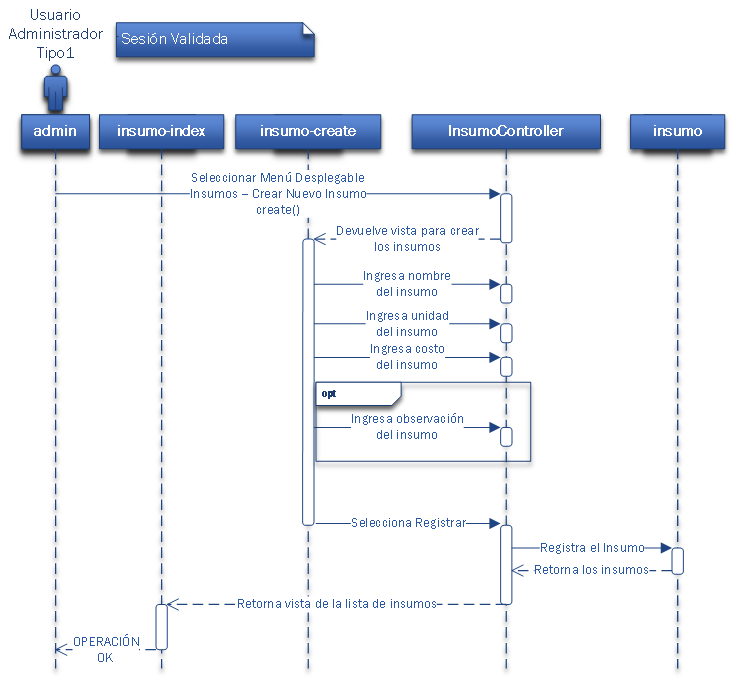 Usuario
Administrador
Tipo1
Sesión Validada
admin
insumo-index
insumo-create
InsumoController
insumo
Seleccionar Menú Desplegable
Insumos – Crear Nuevo Insumo
create()
Devuelve vista para crear
los insumos
Ingresa nombre
del insumo
Ingresa unidad
del insumo
Ingresa costo
del insumo
opt
Ingresa observación
del insumo
Selecciona Registrar
Registra el Insumo
Retorna los insumos
Retorna vista de la lista de insumos
OPERACIÓN
OK